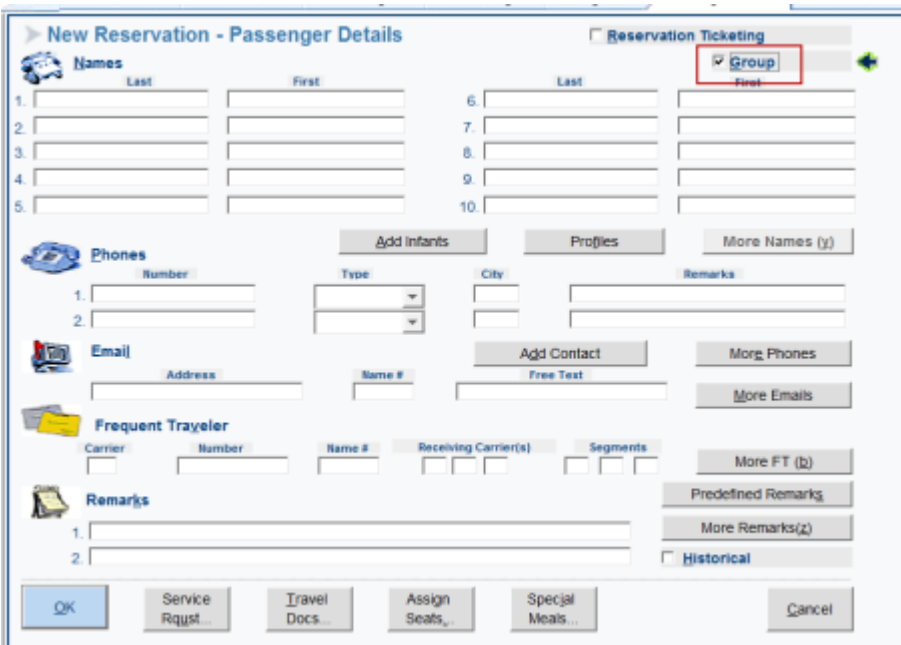 New Reservation - Passenger Details
Reservation Ticketing
Names
Group
Last First Last First
1. 6.
2. 7.
3. 8.
4. 9.
5. 10.
Add Infants Profiles More Names (y)
Phones
Number Type City Remarks
1.
2.
Email Add Contact More Phones
Address Name # Free Text
More Emails
Frequent Traveler
Carrier Number Name # Receiving Carrier(s) Segments
More FT (b)
Remarks Predefined Remarks
1. More Remarks(z)
2. Historical
OK Service Rqust... Travel Docs... Assign Seats... Special Meals... Cancel